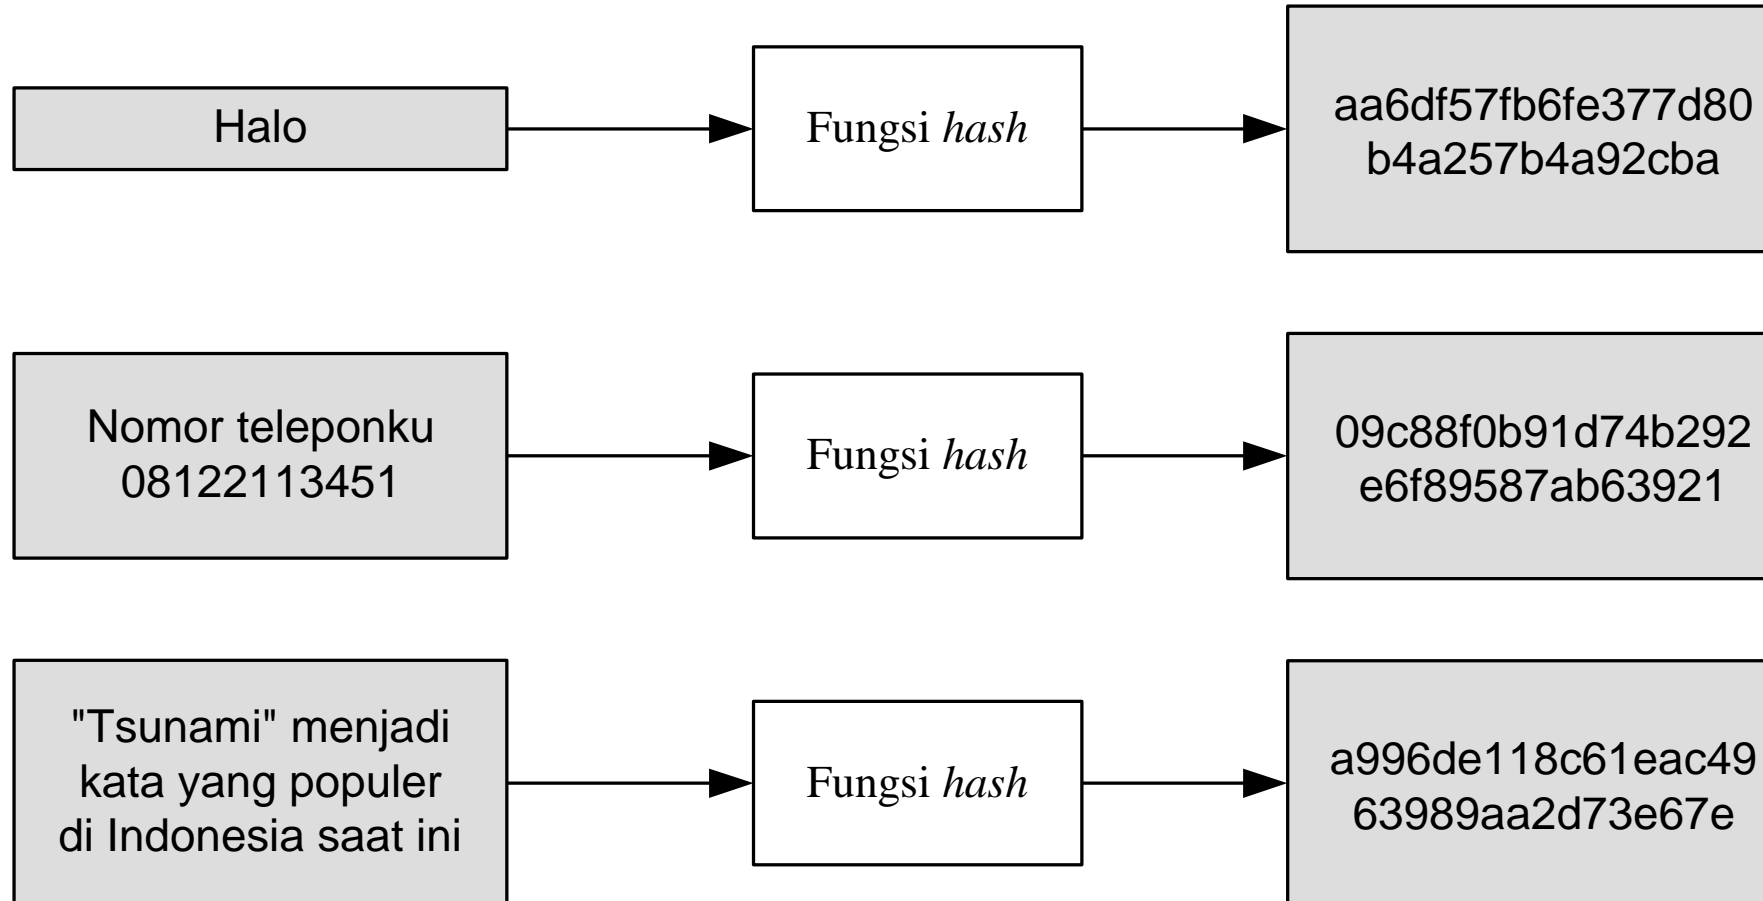 Halo
Fungsi hash
aa6df57fb6fe377d80
b4a257b4a92cba
Nomor teleponku
08122113451
Fungsi hash
09c88f0b91d74b292
e6f89587ab63921
"Tsunami" menjadi
kata yang populer
di Indonesia saat ini
Fungsi hash
a996de118c61eac49
63989aa2d73e67e